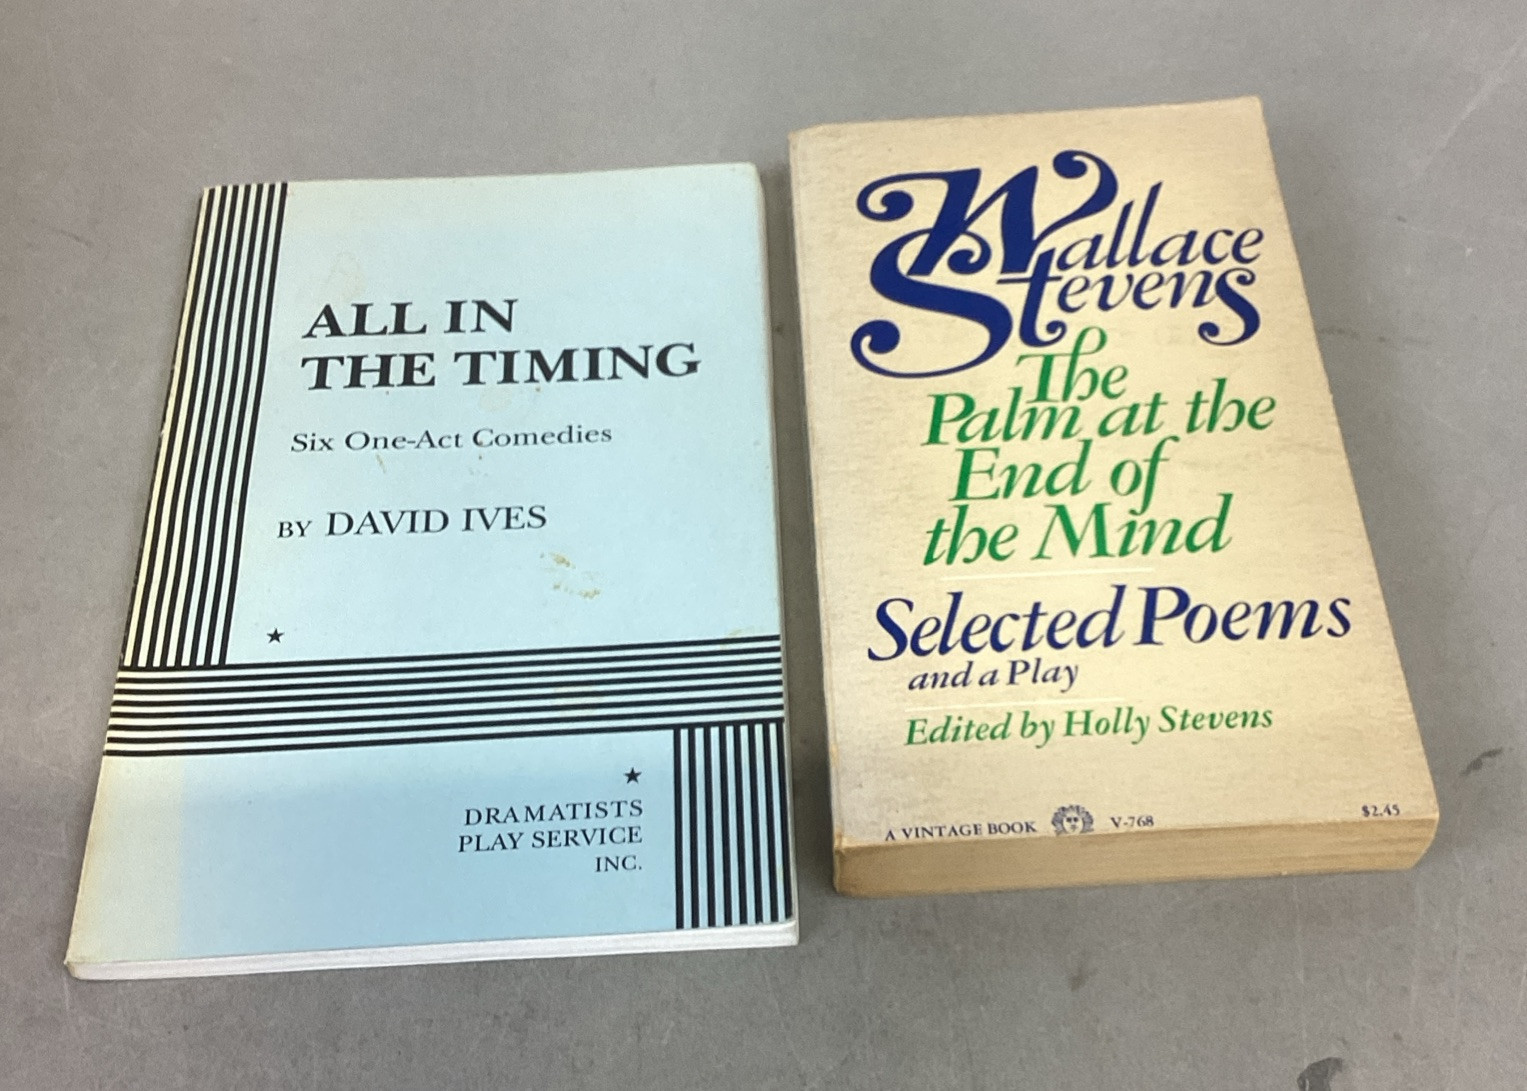 ALL IN
THE TIMING
Six One-Act Comedies
BY DAVID IVES
DRAMATISTS
PLAY SERVICE
INC.
Wallace
Stevens
The
Palm at the
End of
the Mind
Selected Poems
and a Play
Edited by Holly Stevens
A VINTAGE BOOK V-768 $2.45